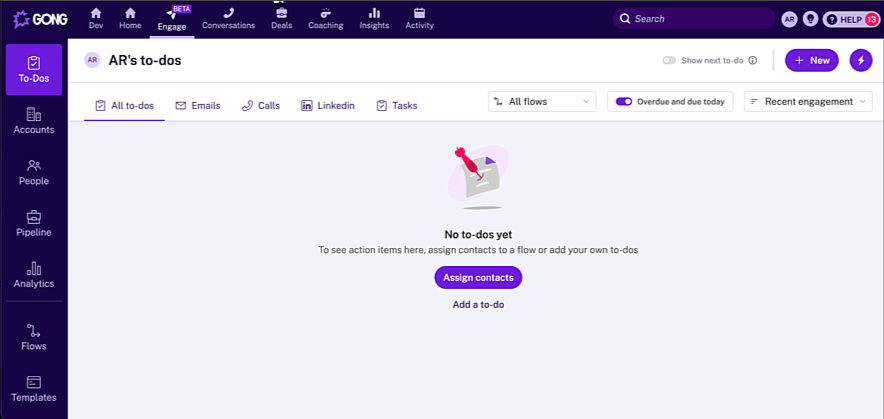 GONG
Dev
Home
BETA
Engage
Conversations
Deals
Coaching
Insights
Activity
Search
AR
? HELP 13
To-Dos
Accounts
People
Pipeline
Analytics
Flows
Templates
AR AR's to-dos
Show next to-do
+ New
All to-dos
Emails
Calls
Linkedin
Tasks
All flows
Overdue and due today
Recent engagement
No to-dos yet
To see action items here, assign contacts to a flow or add your own to-dos
Assign contacts
Add a to-do